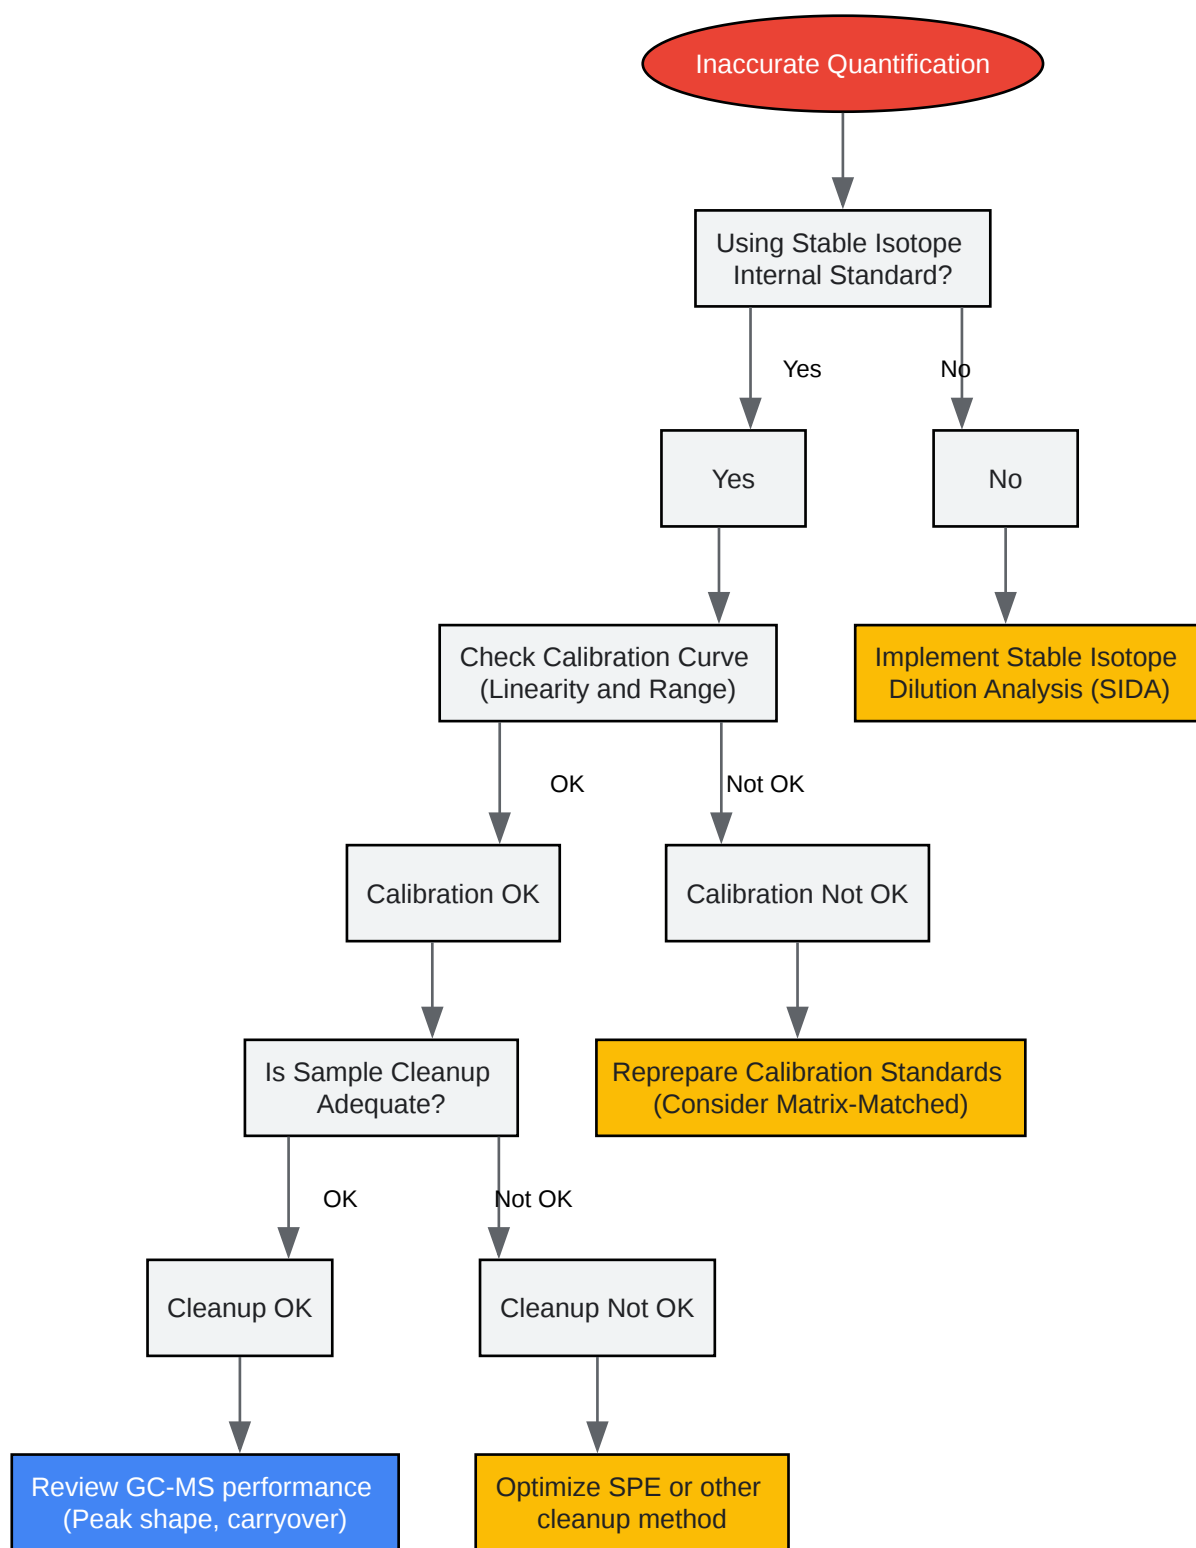 Inaccurate Quantification
Using Stable Isotope
Internal Standard?
Yes
No
Yes
No
Check Calibration Curve
(Linearity and Range)
Implement Stable Isotope
Dilution Analysis (SIDA)
OK
Not OK
Calibration OK
Calibration Not OK
Is Sample Cleanup
Adequate?
Reprepare Calibration Standards
(Consider Matrix-Matched)
OK
Not OK
Cleanup OK
Cleanup Not OK
Review GC-MS performance
(Peak shape, carryover)
Optimize SPE or other
cleanup method